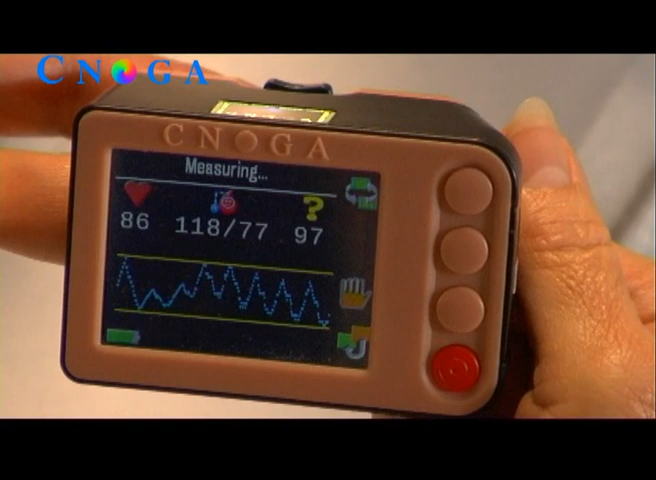 CNOGA
CNOGA
Measuring...
?
86 118/77 97